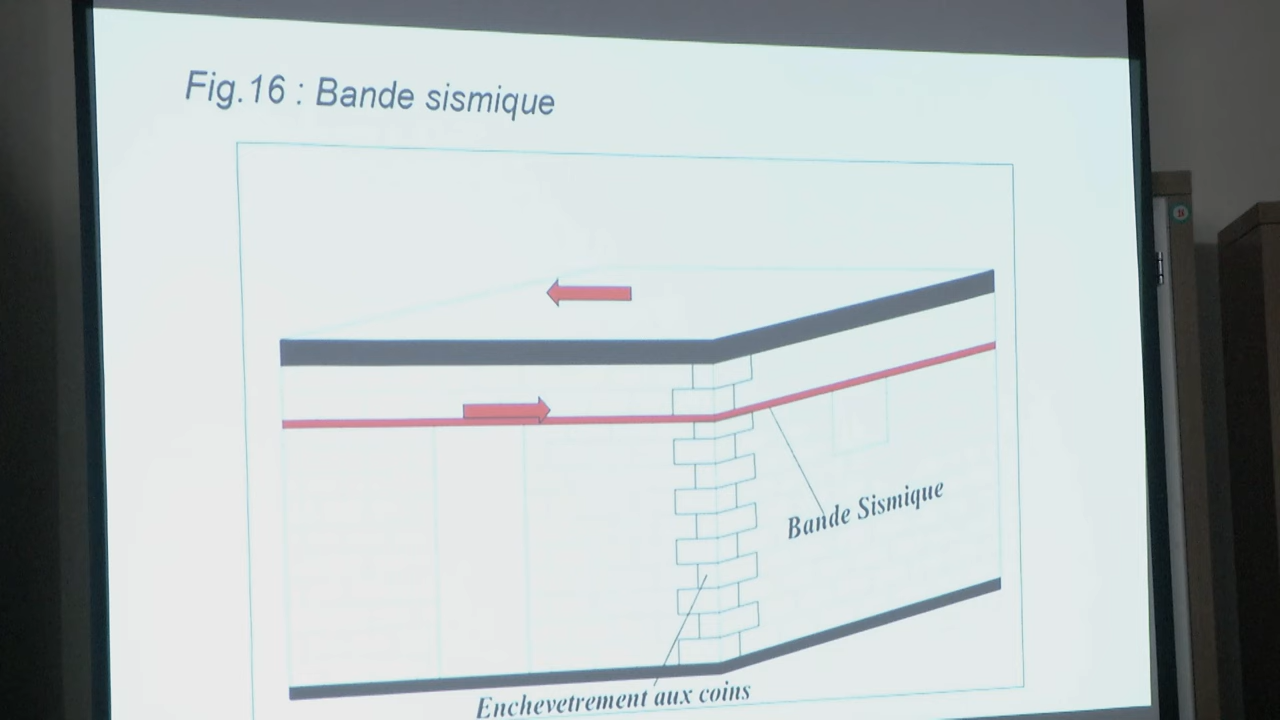 Fig.16 : Bande sismique
Bande Sismique
Enchevetrement aux coins